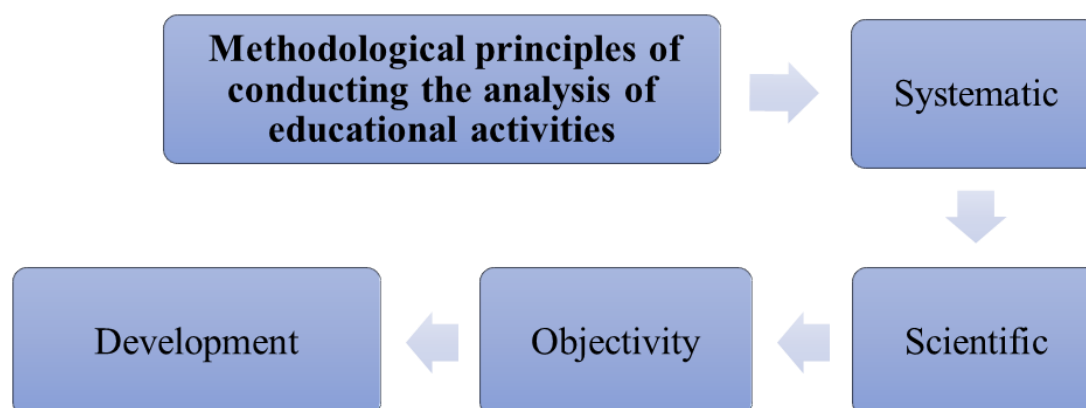 Methodological principles of
conducting the analysis of
educational activities
Systematic
Scientific
Objectivity
Development